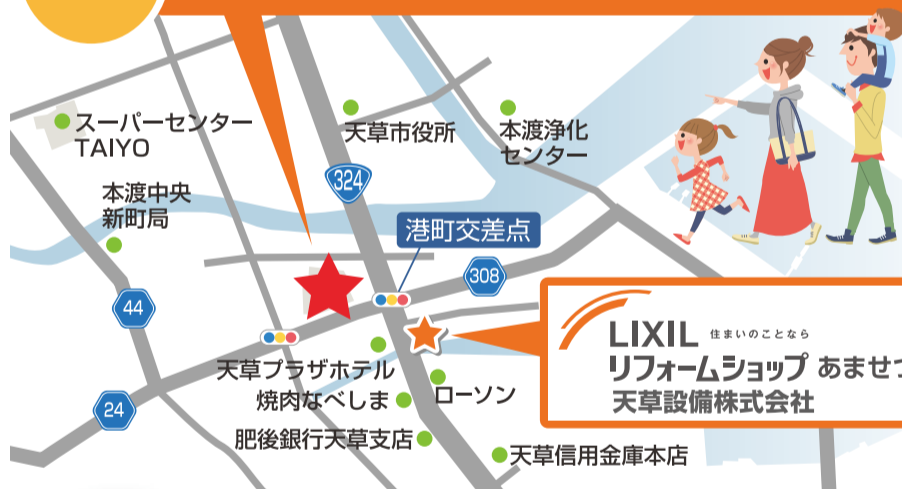 スーパーセンター
TAIYO
天草市役所
本渡浄化
センター
本渡中央
新町局
324
港町交差点
308
44
24
天草プラザホテル
焼肉なべしま
ローソン
肥後銀行天草支店
天草信用金庫本店
LIXIL 住まいのことなら
リフォームショップ あませつ
天草設備株式会社